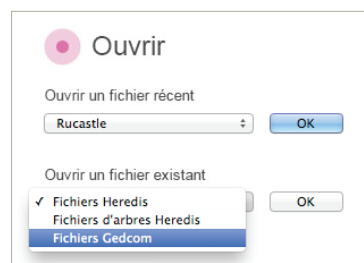 Ouvrir
Ouvrir un fichier récent
Rucastle OK
Ouvrir un fichier existant
✓ Fichiers Heredis OK
Fichiers d'arbres Heredis
Fichiers Gedcom